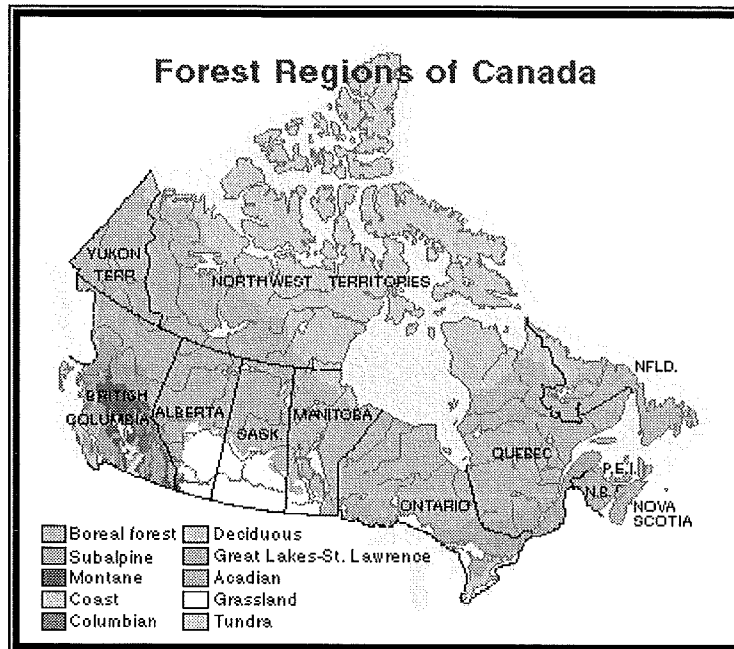 Forest Regions of Canada
YUKON
TERR.
NORTHWEST TERRITORIES
NFLD.
BRITISH
COLUMBIA
ALBERTA
SASK.
MANITOBA
QUEBEC
P.E.I.
N.B.
ONTARIO
NOVA
SCOTIA
Boreal forest
Subalpine
Montane
Coast
Columbian
Deciduous
Great Lakes-St. Lawrence
Acadian
Grassland
Tundra